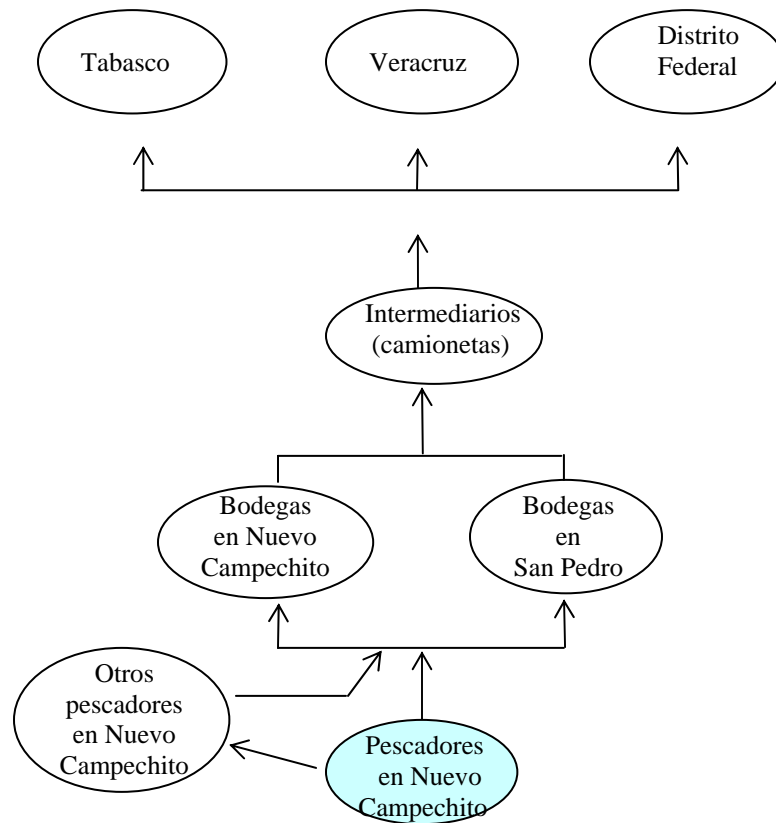 Tabasco
Veracruz
Distrito
Federal
Intermediarios
(camionetas)
Bodegas
en Nuevo
Campechito
Bodegas
en
San Pedro
Otros
pescadores
en Nuevo
Campechito
Pescadores
en Nuevo
Campechito